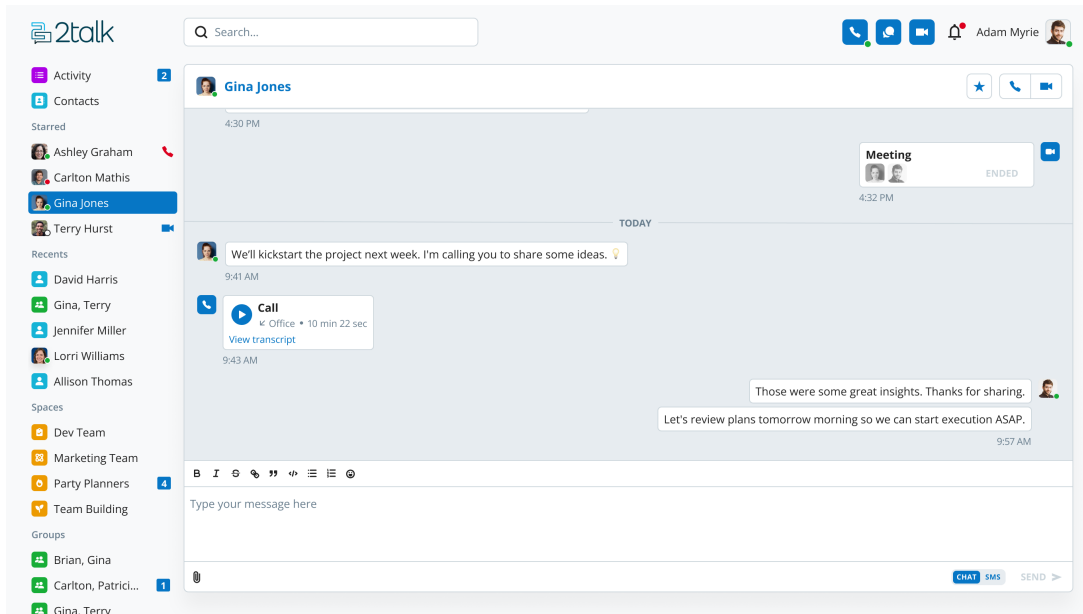 2talk
Search...
Adam Myrie
Activity 2
Contacts
Starred
Ashley Graham
Carlton Mathis
Gina Jones
Terry Hurst
Recents
David Harris
Gina, Terry
Jennifer Miller
Lorri Williams
Allison Thomas
Spaces
Dev Team
Marketing Team
Party Planners 4
Team Building
Groups
Brian, Gina
Carlton, Patrici... 1
Gina, Terry
Gina Jones
4:30 PM
Meeting
ENDED
4:32 PM
TODAY
We'll kickstart the project next week. I'm calling you to share some ideas. 💡
9:41 AM
Call
Office • 10 min 22 sec
View transcript
9:43 AM
Those were some great insights. Thanks for sharing.
Let's review plans tomorrow morning so we can start execution ASAP.
9:57 AM
B I S
Type your message here
CHAT SMS SEND